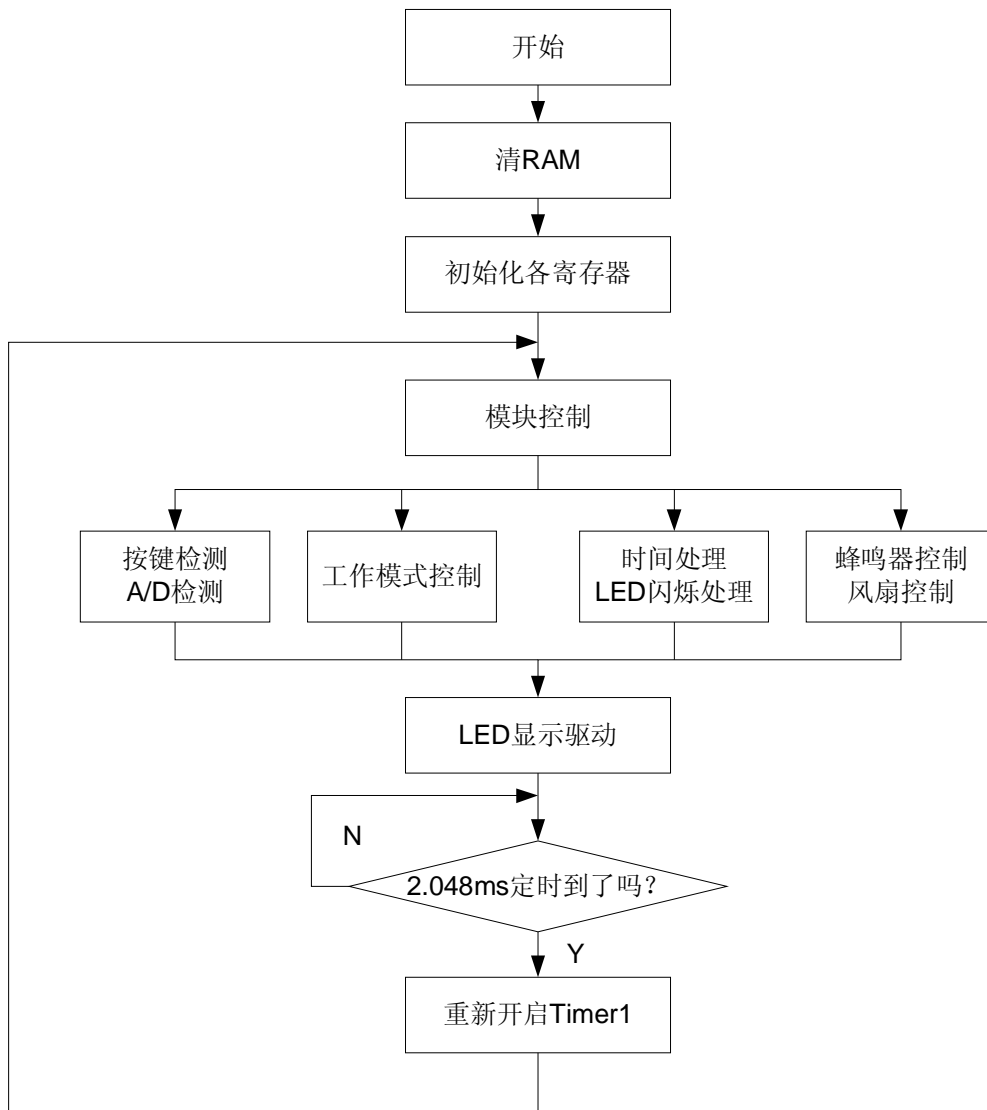 开始
清RAM
初始化各寄存器
模块控制
按键检测
A/D检测
工作模式控制
时间处理
LED闪烁处理
蜂鸣器控制
风扇控制
LED显示驱动
N
2.048ms定时到了吗?
Y
重新开启Timer1